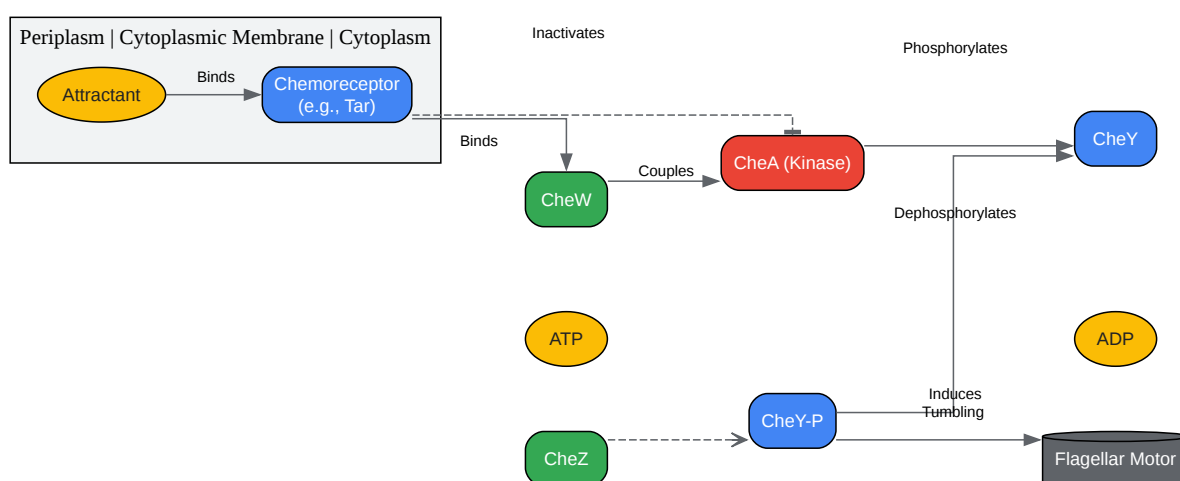 Inactivates
Periplasm | Cytoplasmic Membrane | Cytoplasm
Phosphorylates
Binds
Attractant
Chemoreceptor
(e.g., Tar)
Binds
CheA (Kinase)
CheY
Couples
CheW
Dephosphorylates
ATP
ADP
Induces
Tumbling
CheY-P
CheZ
Flagellar Motor